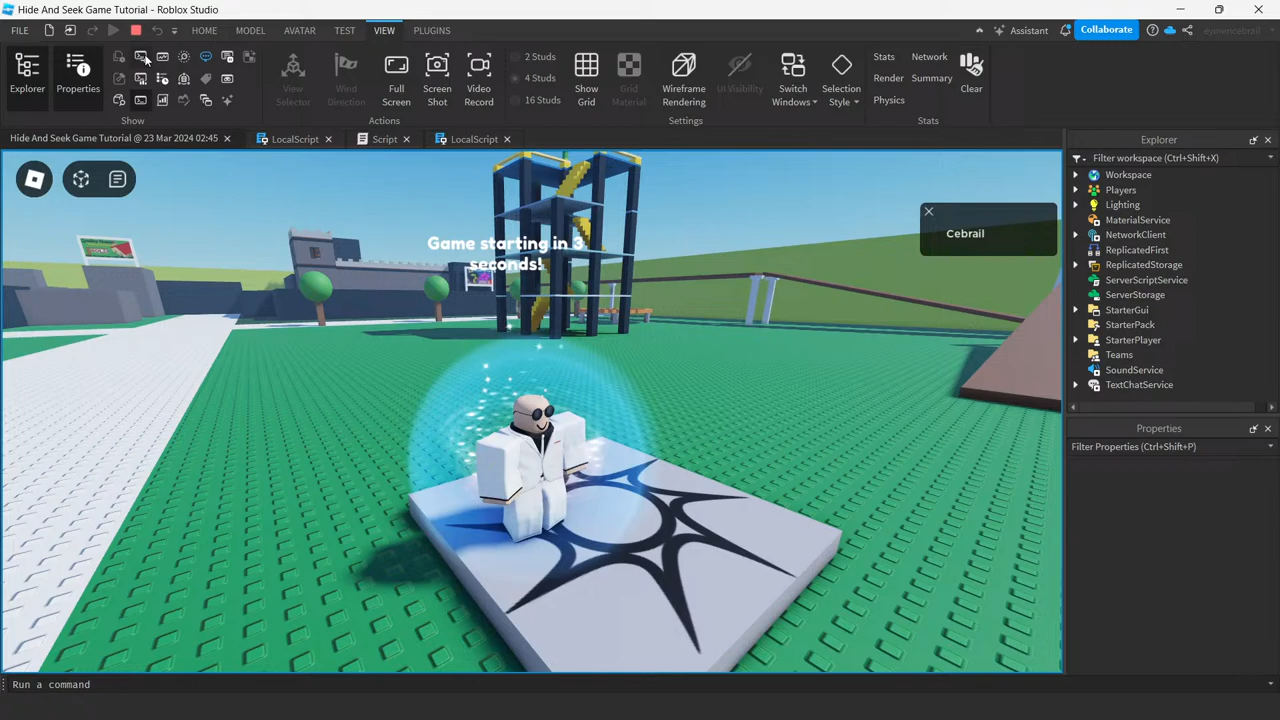 Hide And Seek Game Tutorial - Roblox Studio
FILE
HOME
MODEL
AVATAR
TEST
VIEW
PLUGINS
Assistant
Collaborate
eymencebrail
Explorer
Properties
Show
View Selector
Wind Direction
Full Screen
Screen Shot
Video Record
Actions
2 Studs
4 Studs
16 Studs
Show Grid
Grid Material
Wireframe Rendering
UI Visibility
Switch Windows
Selection Style
Settings
Stats
Network
Render
Summary
Physics
Clear
Stats
Hide And Seek Game Tutorial @ 23 Mar 2024 02:45
LocalScript
Script
LocalScript
Game starting in 3
seconds!
Cebrail
Explorer
Filter workspace (Ctrl+Shift+X)
Workspace
Players
Lighting
MaterialService
NetworkClient
ReplicatedFirst
ReplicatedStorage
ServerScriptService
ServerStorage
StarterGui
StarterPack
StarterPlayer
Teams
SoundService
TextChatService
Properties
Filter Properties (Ctrl+Shift+P)
Run a command